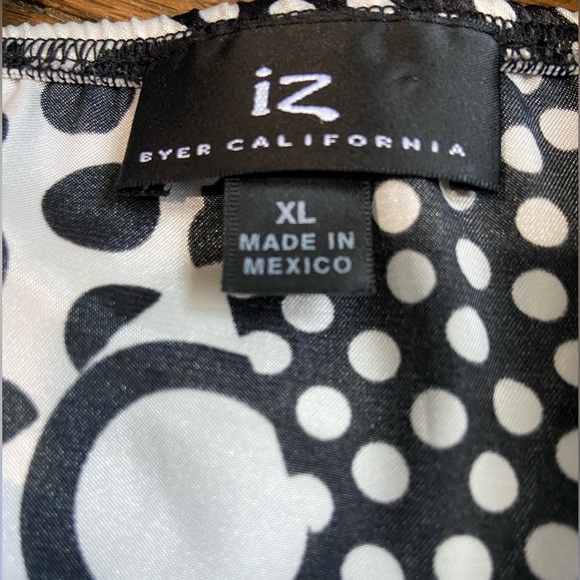 iz
BYER CALIFORNIA
XL
MADE IN
MEXICO